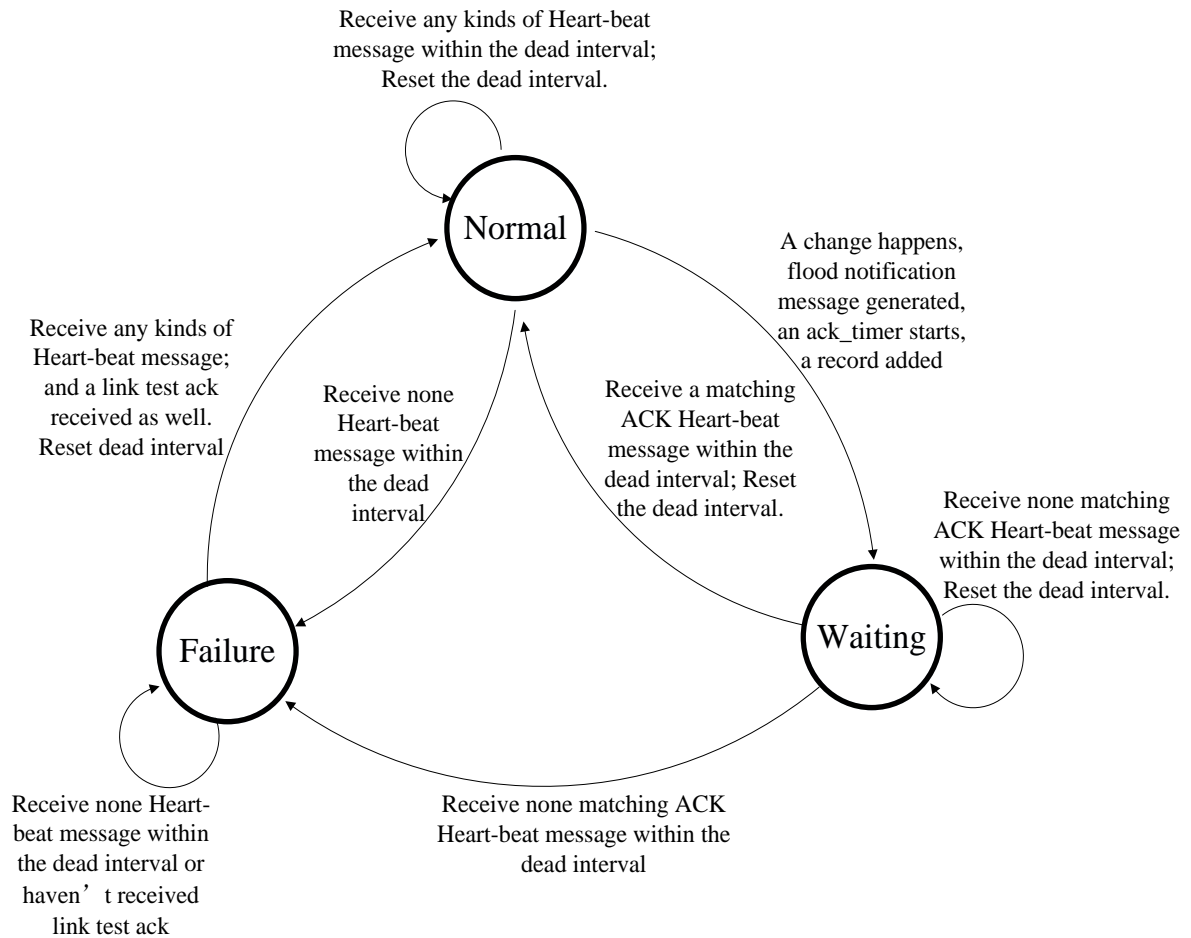 Receive any kinds of Heart-beat
message within the dead interval;
Reset the dead interval.
Normal
A change happens,
flood notification
message generated,
an ack_timer starts,
a record added
Receive any kinds of
Heart-beat message;
and a link test ack
received as well.
Reset dead interval
Receive none
Heart-beat
message within
the dead
interval
Receive a matching
ACK Heart-beat
message within the
dead interval; Reset
the dead interval.
Receive none matching
ACK Heart-beat message
within the dead interval;
Reset the dead interval.
Failure
Waiting
Receive none Heart-
beat message within
the dead interval or
haven’ t received
link test ack
Receive none matching ACK
Heart-beat message within the
dead interval